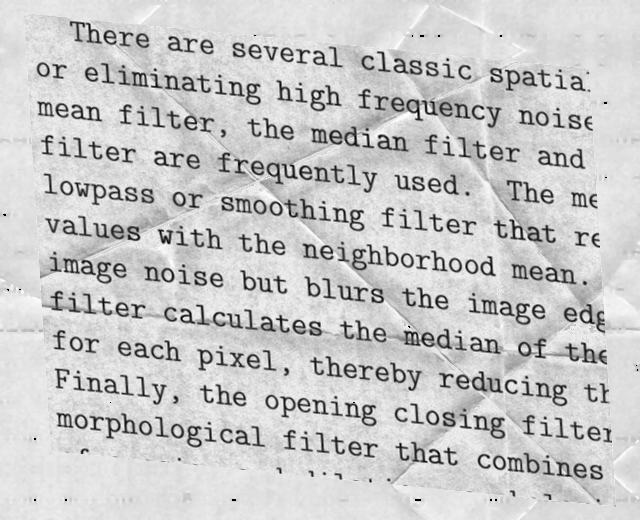 There are several classic spatial
or eliminating high frequency noise
mean filter, the median filter and
filter are frequently used. The me
lowpass or smoothing filter that re
values with the neighborhood mean.
image noise but blurs the image edg
filter calculates the median of the
for each pixel, thereby reducing th
Finally, the opening closing filter
morphological filter that combines